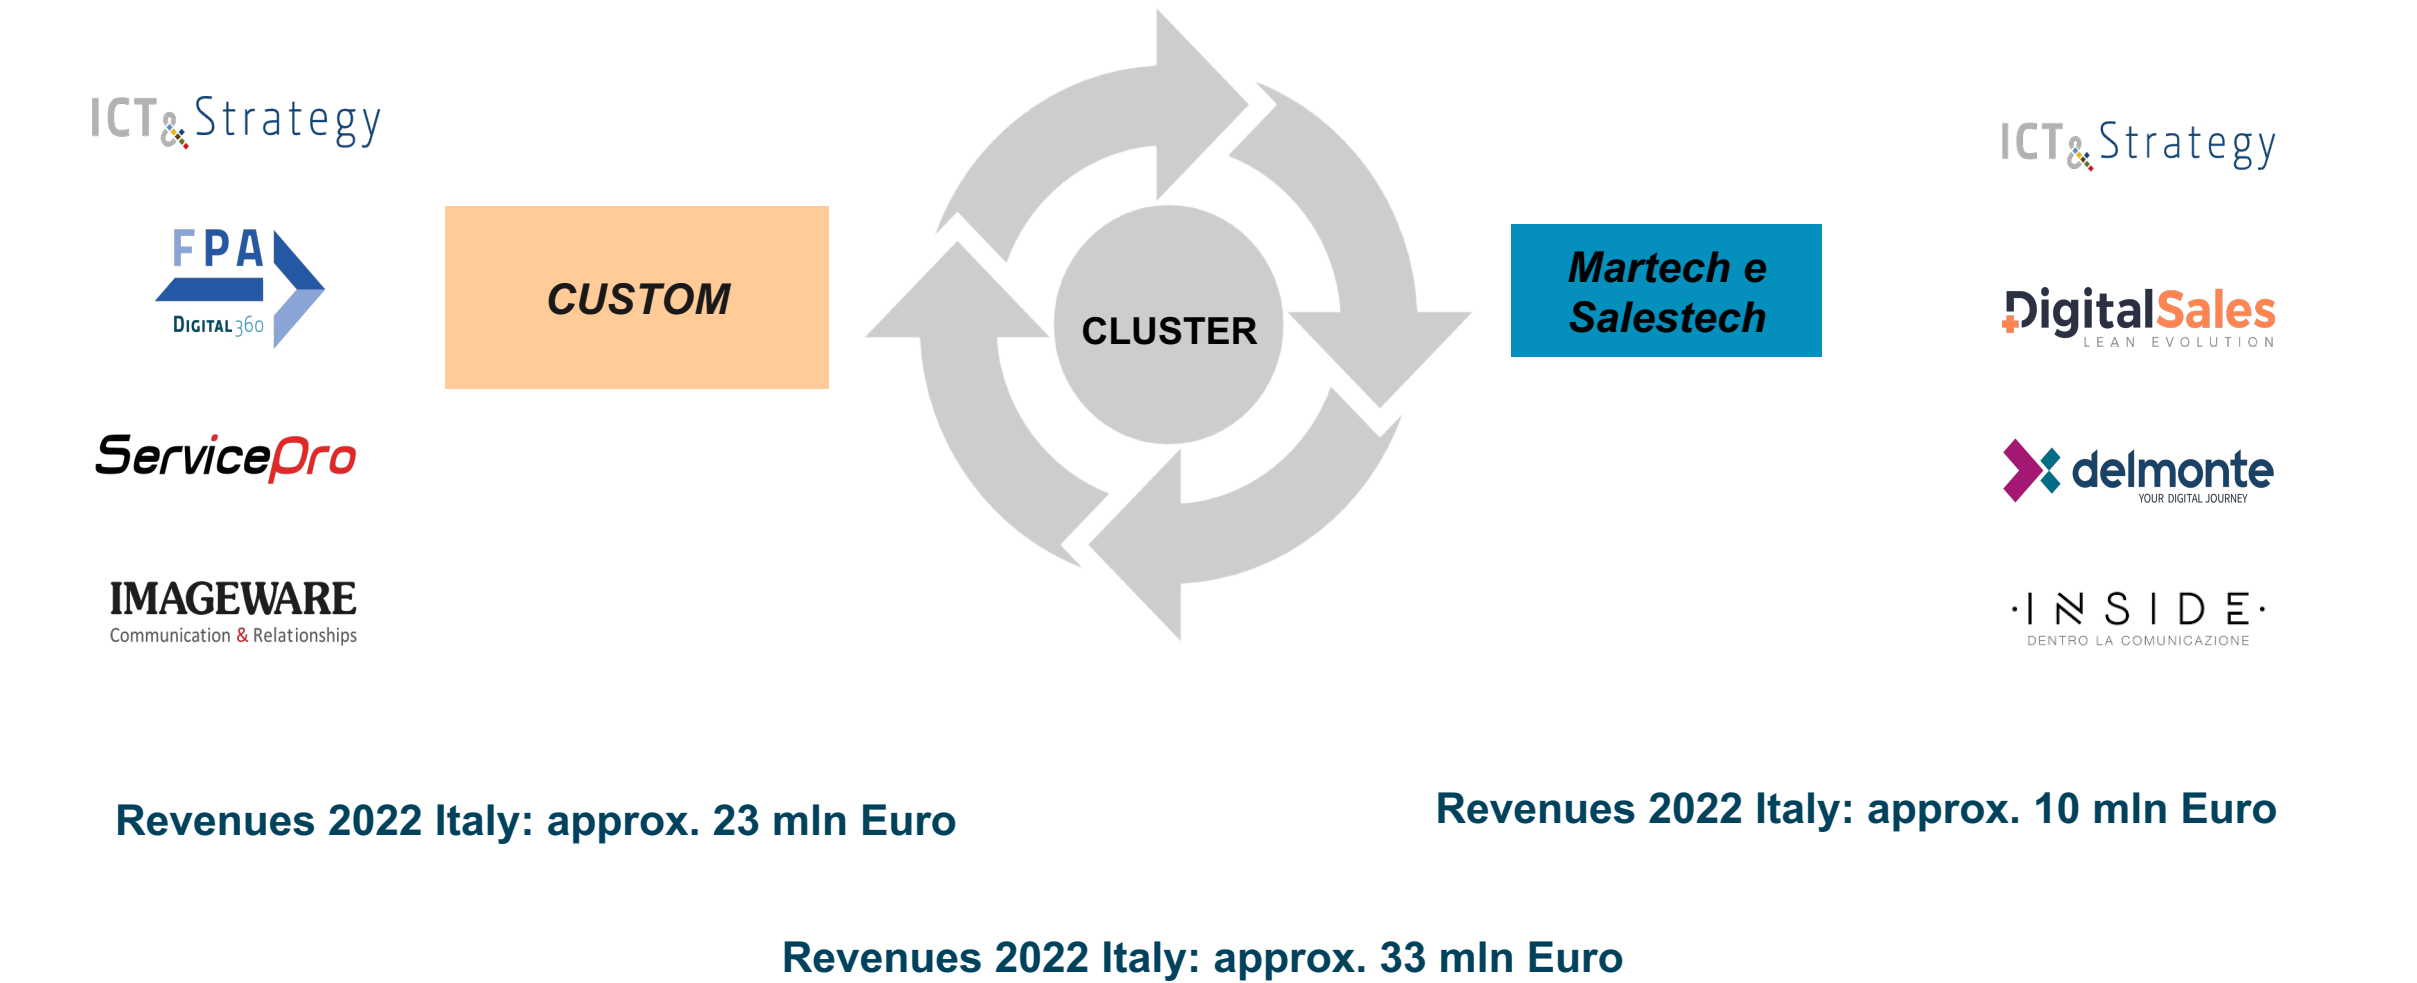 ICT&Strategy
FPA
DIGITAL360
ServicePro
IMAGEWARE
Communication & Relationships
CUSTOM
CLUSTER
Martech e
Salestech
ICT&Strategy
DigitalSales
LEAN EVOLUTION
delmonte
YOUR DIGITAL JOURNEY
·INSIDE·
DENTRO LA COMUNICAZIONE
Revenues 2022 Italy: approx. 23 mln Euro
Revenues 2022 Italy: approx. 10 mln Euro
Revenues 2022 Italy: approx. 33 mln Euro